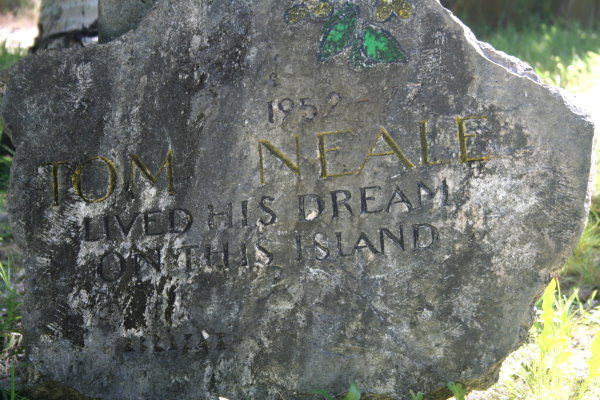 1952 -
TOM NEALE
LIVED HIS DREAM
ON THIS ISLAND